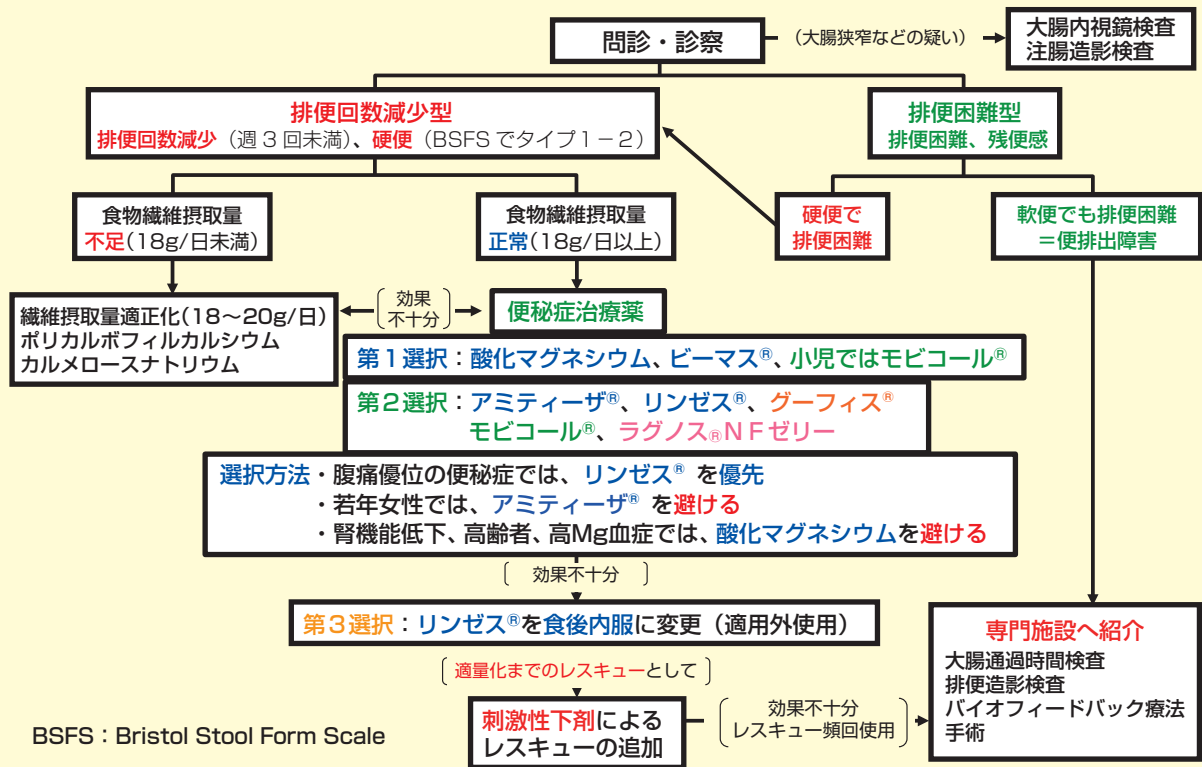 問診・診察
(大腸狭窄などの疑い)
大腸内視鏡検査
注腸造影検査
排便回数減少型
排便回数減少(週3回未満)、硬便(BSFSでタイプ1-2)
排便困難型
排便困難、残便感
食物繊維摂取量
不足(18g/日未満)
食物繊維摂取量
正常(18g/日以上)
硬便で
排便困難
軟便でも排便困難
=便排出障害
繊維摂取量適正化(18〜20g/日)
ポリカルボフィルカルシウム
カルメロースナトリウム
効果
不十分
便秘症治療薬
第1選択:酸化マグネシウム、ビーマス®、小児ではモビコール®
第2選択:アミティーザ®、リンゼス®、グーフィス®
モビコール®、ラグノス®NFゼリー
選択方法・腹痛優位の便秘症では、リンゼス® を優先
・若年女性では、アミティーザ® を避ける
・腎機能低下、高齢者、高Mg血症では、酸化マグネシウムを避ける
効果不十分
第3選択:リンゼス®を食後内服に変更(適用外使用)
適量化までのレスキューとして
刺激性下剤による
レスキューの追加
効果不十分
レスキュー頻回使用
専門施設へ紹介
大腸通過時間検査
排便造影検査
バイオフィードバック療法
手術
BSFS:Bristol Stool Form Scale